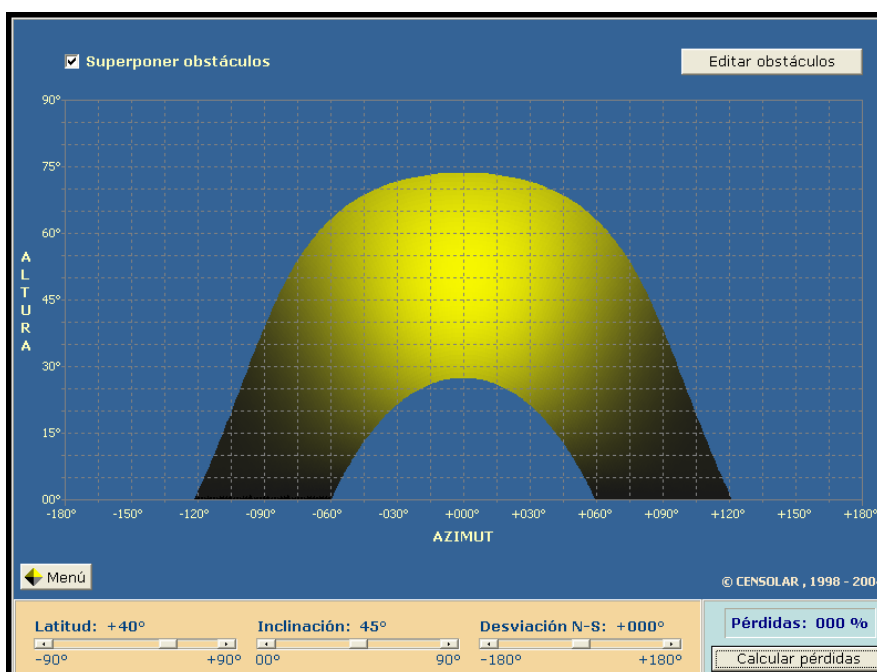 Superponer obstáculos
Editar obstáculos
90°
75°
60°
45°
30°
15°
00°
ALTURA
-180° -150° -120° -090° -060° -030° +000° +030° +060° +090° +120° +150° +180°
AZIMUT
Menú
© CENSOLAR , 1998 - 200
Latitud: +40°
-90° +90°
Inclinación: 45°
00° 90°
Desviación N-S: +000°
-180° +180°
Pérdidas: 000 %
Calcular pérdidas